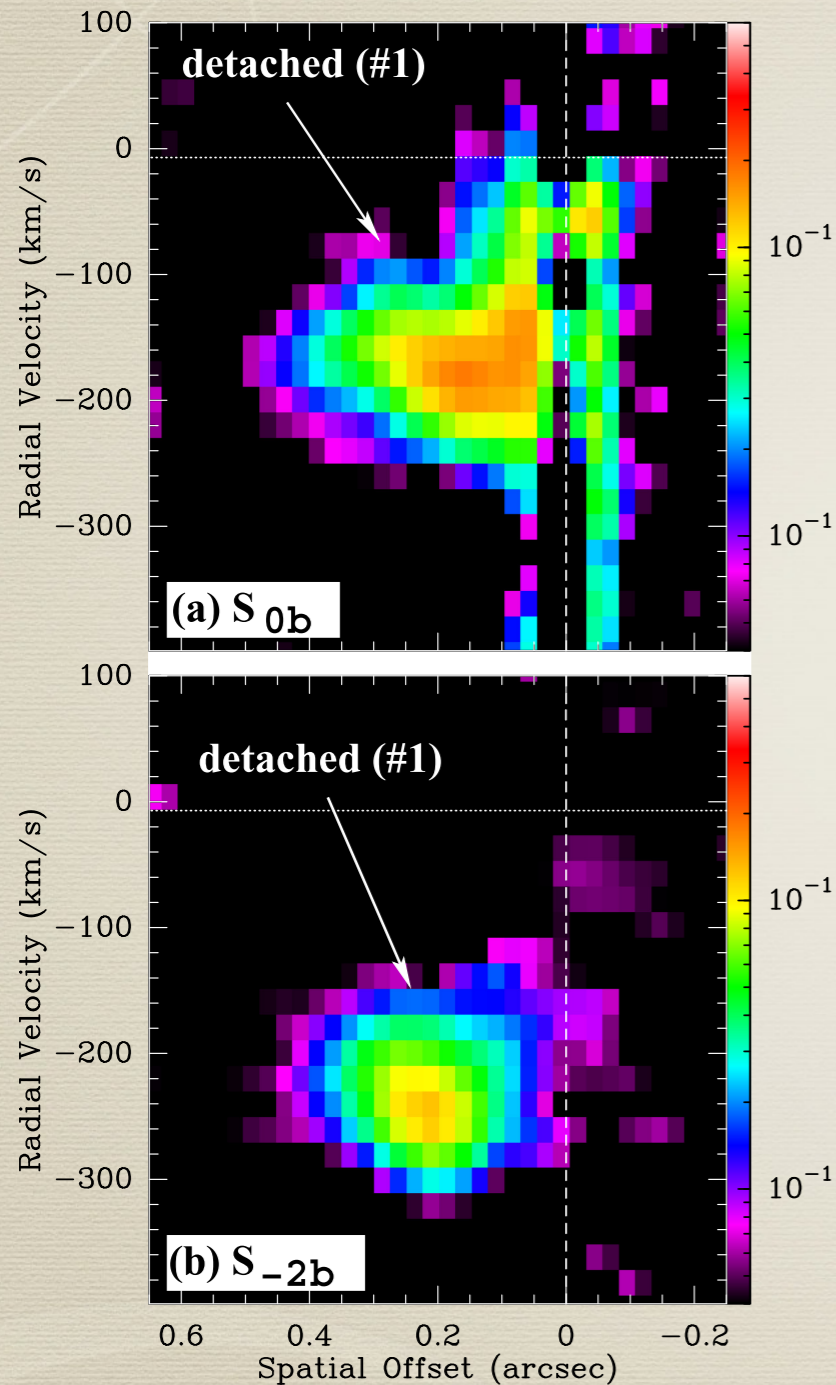 100
detached (#1)
0
−100
−200
−300
Radial Velocity (km/s)
10−1
10−1
(a) S 0b
100
detached (#1)
0
−100
−200
−300
Radial Velocity (km/s)
10−1
10−1
(b) S −2b
0.6 0.4 0.2 0 −0.2
Spatial Offset (arcsec)